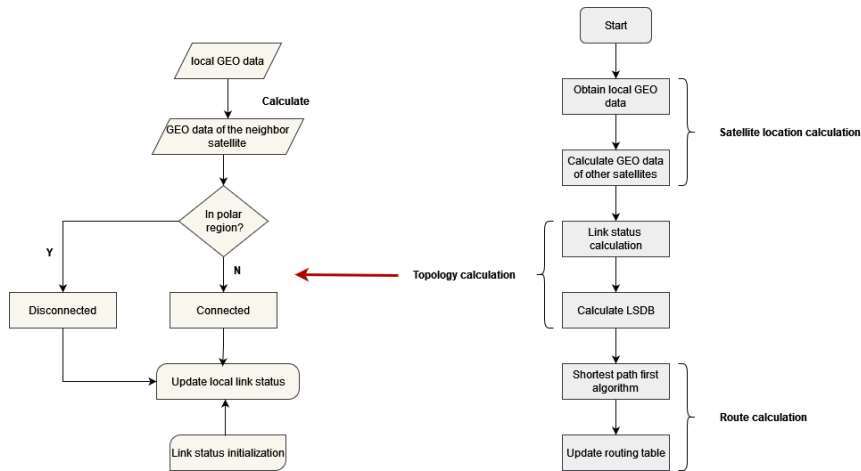 local GEO data
Calculate
GEO data of the neighbor
satellite
In polar
region?
Y
N
Disconnected
Connected
Update local link status
Link status initialization
Start
Obtain local GEO
data
Calculate GEO data
of other satellites
Satellite location calculation
Link status
calculation
Topology calculation
Calculate LSDB
Shortest path first
algorithm
Route calculation
Update routing table